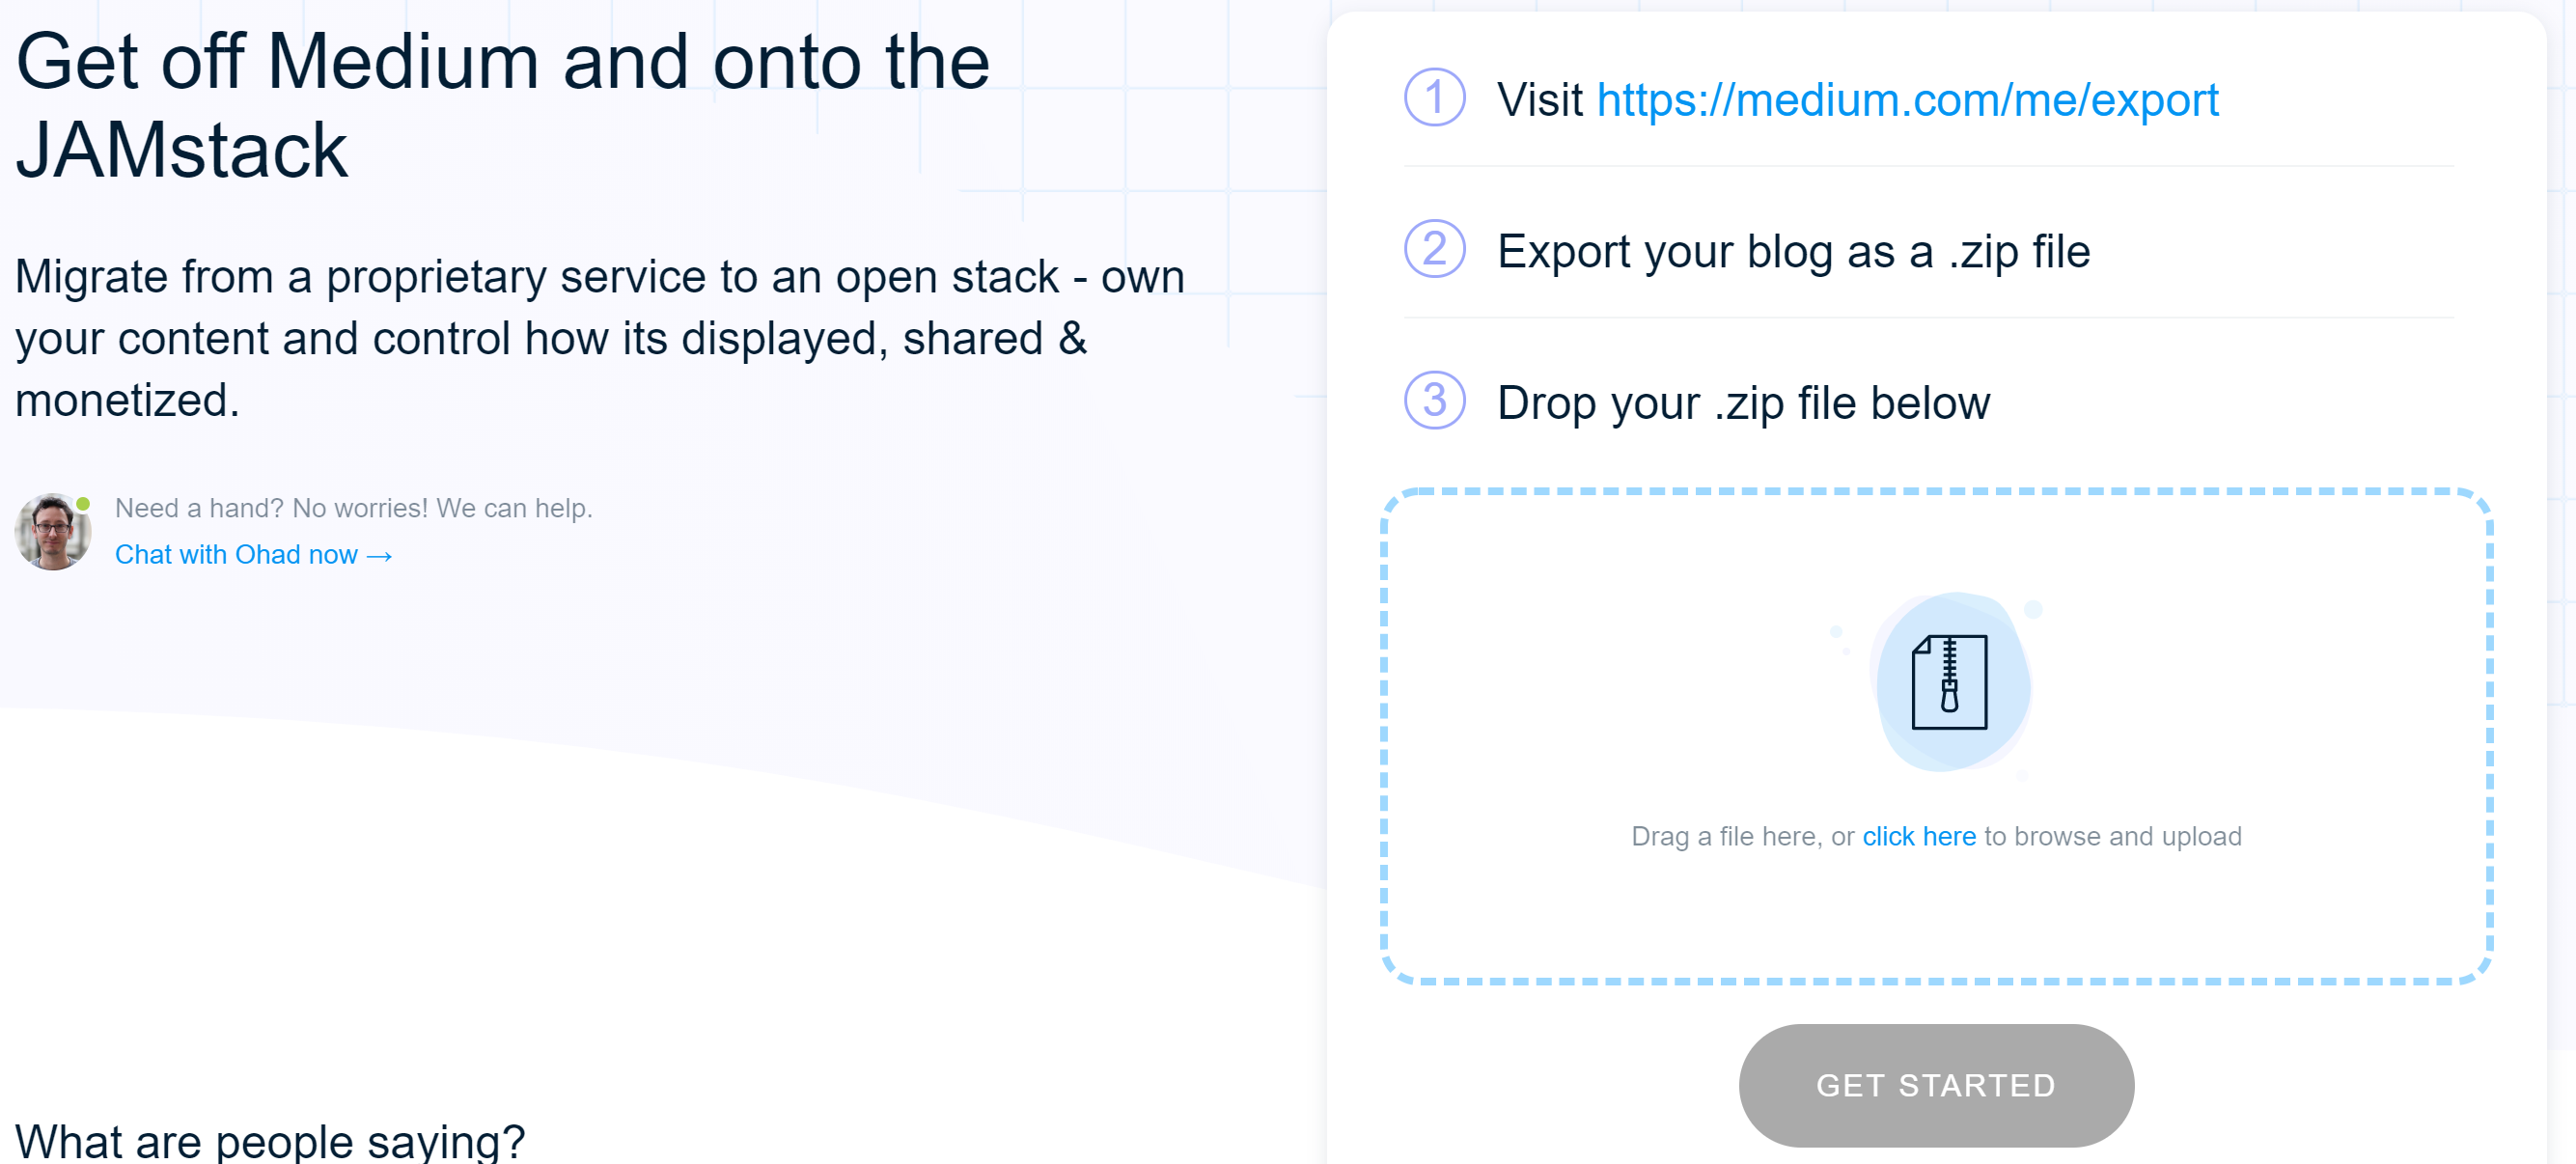 Get off Medium and onto the
JAMstack
Migrate from a proprietary service to an open stack - own
your content and control how its displayed, shared &
monetized.
Need a hand? No worries! We can help.
Chat with Ohad now →
What are people saying?
1 Visit https://medium.com/me/export
2 Export your blog as a .zip file
3 Drop your .zip file below
Drag a file here, or click here to browse and upload
GET STARTED